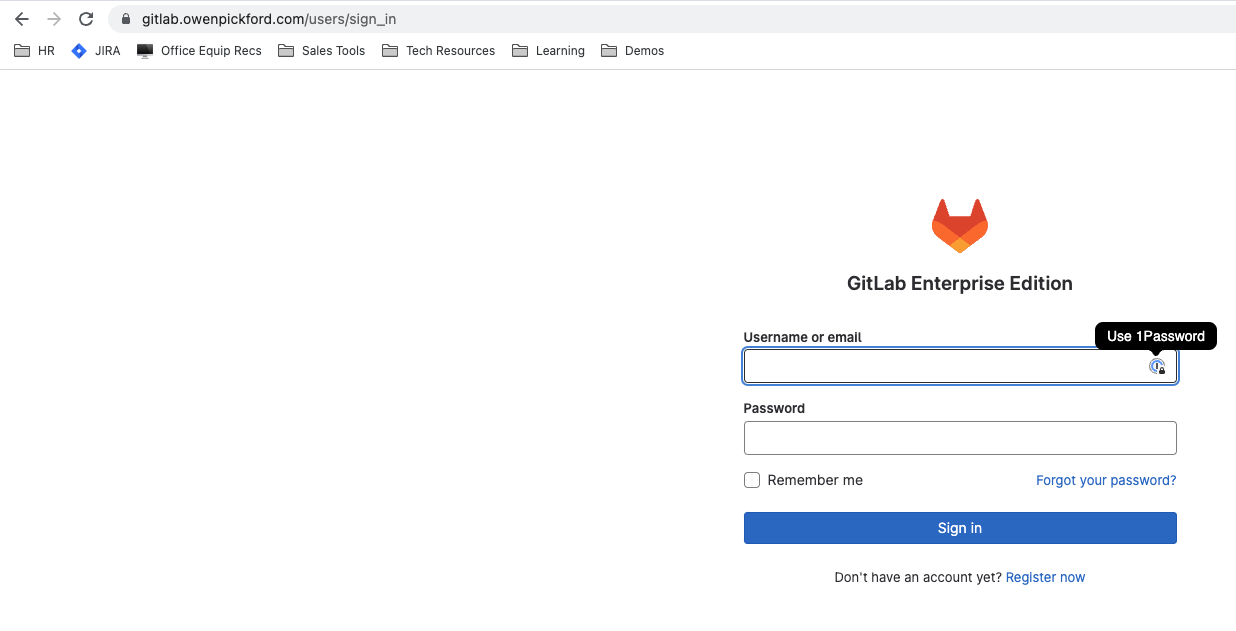 gitlab.owenpickford.com/users/sign_in
HR JIRA Office Equip Recs Sales Tools Tech Resources Learning Demos
GitLab Enterprise Edition
Username or email
Use 1Password
Password
Remember me Forgot your password?
Sign in
Don't have an account yet? Register now